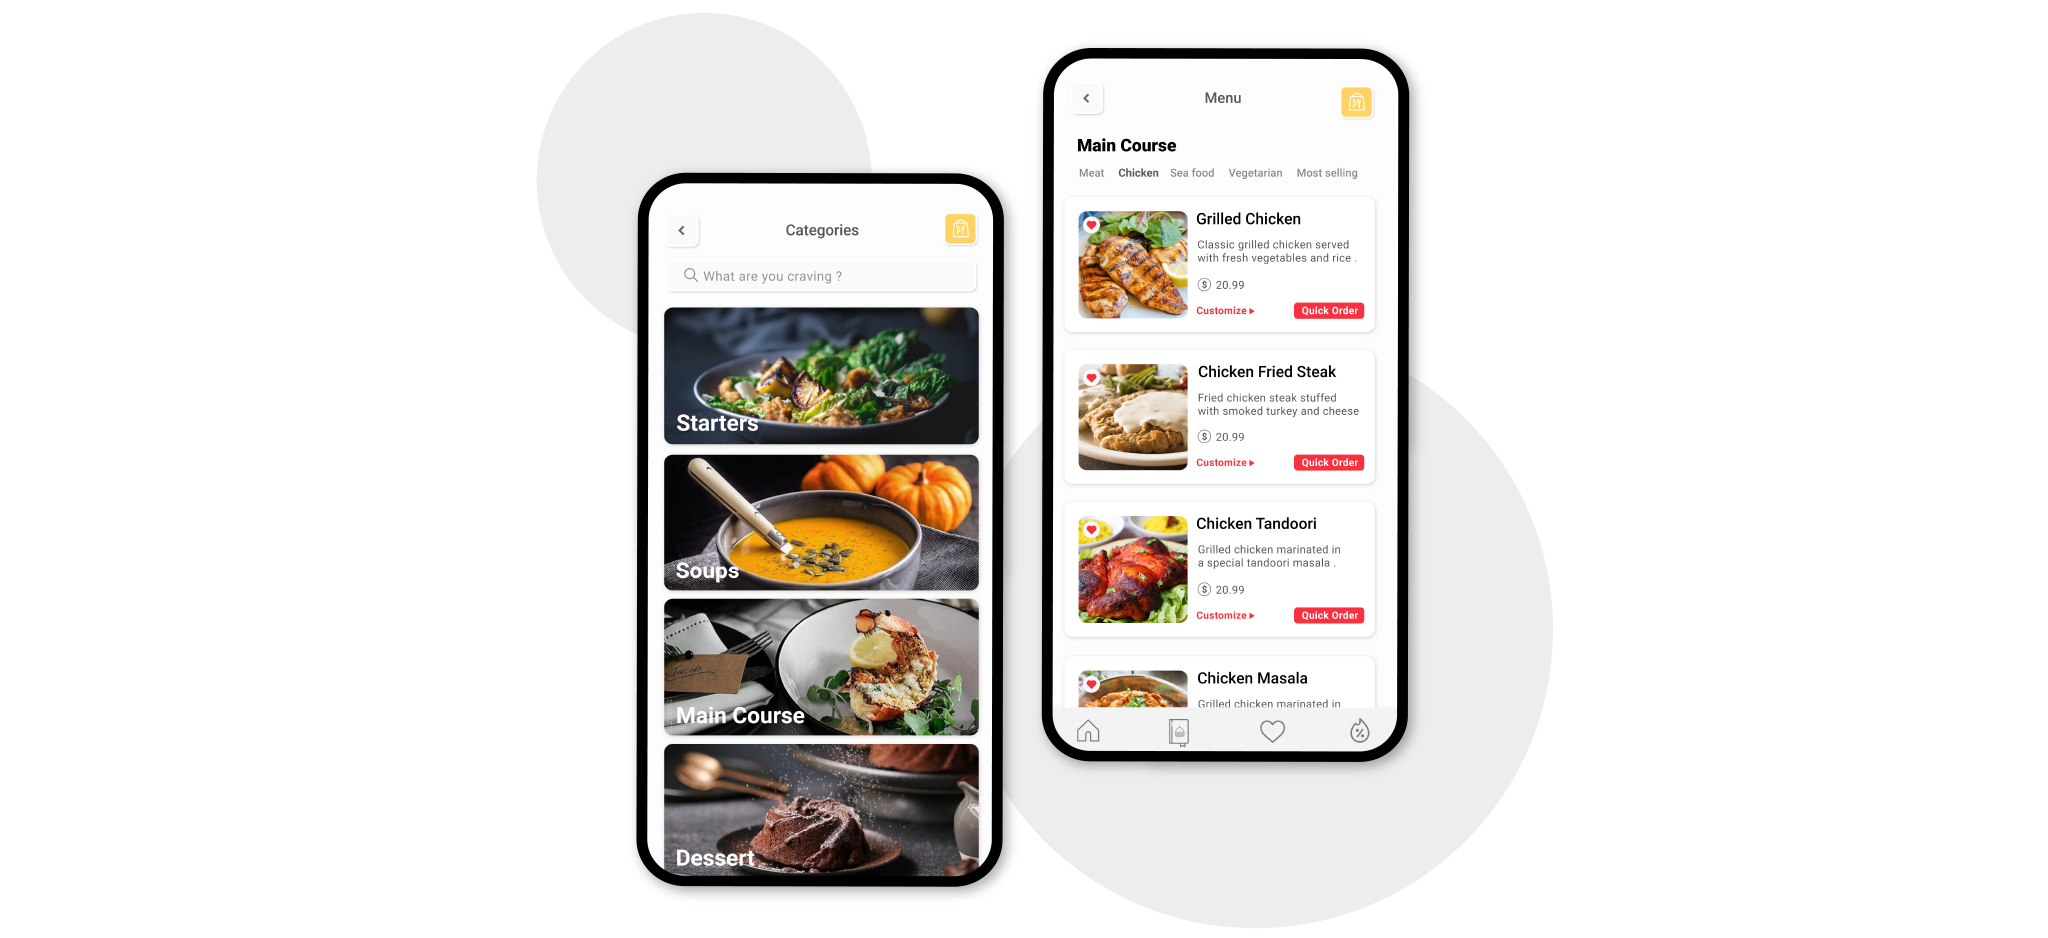 Categories
What are you craving ?
Starters
Soups
Jacob
Main Course
Dessert
Menu
Main Course
Meat Chicken Sea food Vegetarian Most selling
Grilled Chicken
Classic grilled chicken served
with fresh vegetables and rice .
$ 20.99
Customize Quick Order
Chicken Fried Steak
Fried chicken steak stuffed
with smoked turkey and cheese
$ 20.99
Customize Quick Order
Chicken Tandoori
Grilled chicken marinated in
a special tandoori masala .
$ 20.99
Customize Quick Order
Chicken Masala
Grilled chicken marinated in
%